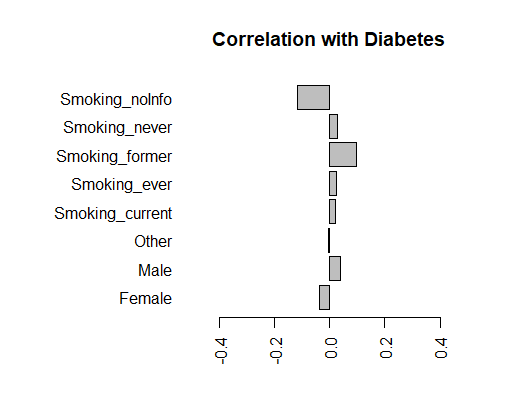 Correlation with Diabetes
Smoking_noInfo
Smoking_never
Smoking_former
Smoking_ever
Smoking_current
Other
Male
Female
-0.4
-0.2
0.0
0.2
0.4